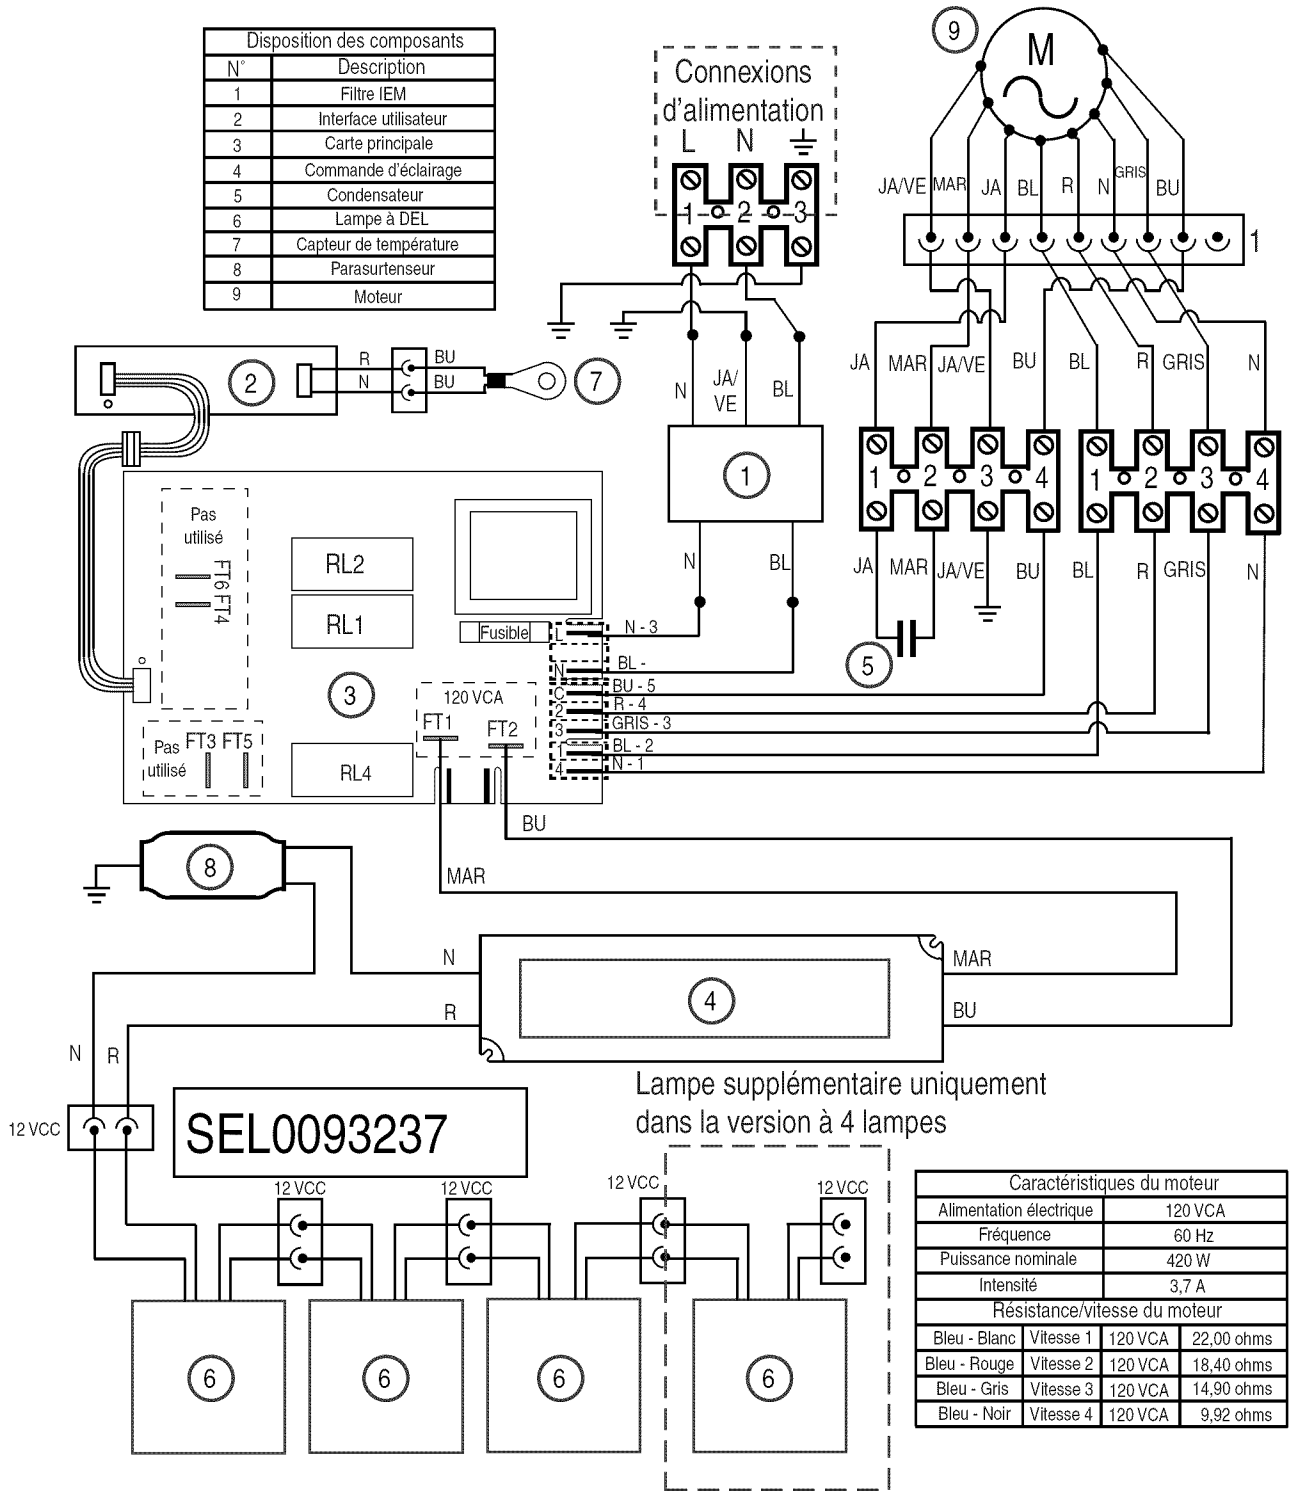 Disposition des composants
N° Description
1 Filtre IEM
2 Interface utilisateur
3 Carte principale
4 Commande d'éclairage
5 Condensateur
6 Lampe à DEL
7 Capteur de température
8 Parasurtenseur
9 Moteur
Connexions
d'alimentation
L N
1 2 3
9
M
JA/VE MAR JA BL R N GRIS BU
1
JA MAR JA/VE BU BL R GRIS N
1 2 3 4 1 2 3 4
JA MAR JA/VE BU BL R GRIS N
5
2
R BU
N BU
7
N JA/
VE BL
1
N BL
Pas
utilisé
FT6 FT4
RL2
RL1
Fusible
3
120 VCA
FT1 FT2
Pas
utilisé
FT3 FT5
RL4
L N - 3
N BL -
C BU - 5
2 R - 4
3 GRIS - 3
1 BL - 2
4 N - 1
BU
MAR
8
N MAR
4
R BU
N R
12 VCC
SEL0093237
Lampe supplémentaire uniquement
dans la version à 4 lampes
12 VCC 12 VCC 12 VCC 12 VCC
6 6 6 6
Caractéristiques du moteur
Alimentation électrique 120 VCA
Fréquence 60 Hz
Puissance nominale 420 W
Intensité 3,7 A
Résistance/vitesse du moteur
Bleu - Blanc Vitesse 1 120 VCA 22,00 ohms
Bleu - Rouge Vitesse 2 120 VCA 18,40 ohms
Bleu - Gris Vitesse 3 120 VCA 14,90 ohms
Bleu - Noir Vitesse 4 120 VCA 9,92 ohms